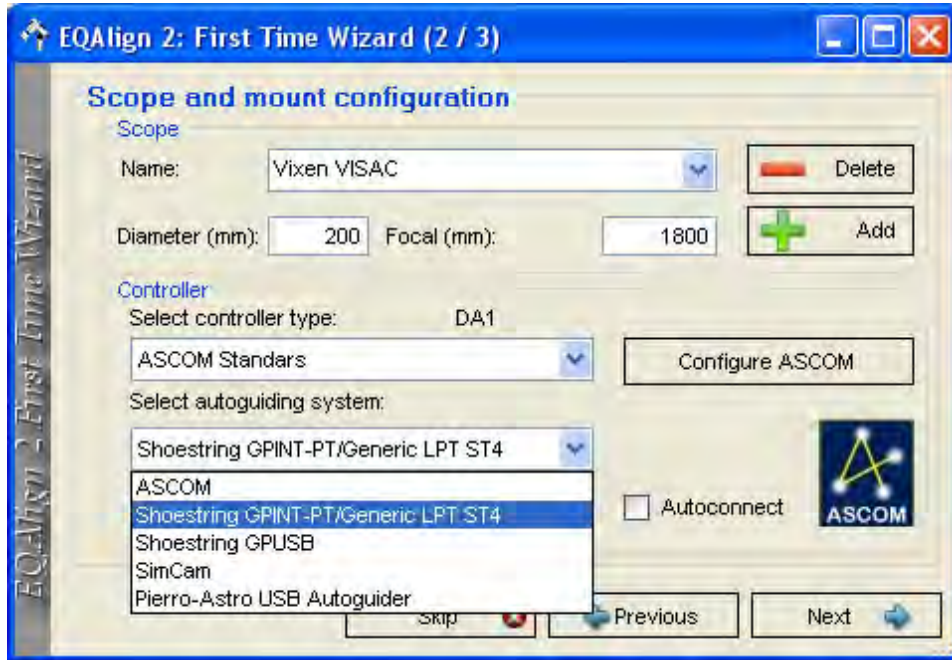 EQAlign 2: First Time Wizard (2 / 3)
EQAlign 2 First Time Wizard
Scope and mount configuration
Scope
Name: Vixen VISAC Delete
Diameter (mm): 200 Focal (mm): 1800 Add
Controller
Select controller type: DA1
ASCOM Standars Configure ASCOM
Select autoguiding system:
Shoestring GPINT-PT/Generic LPT ST4
ASCOM
Shoestring GPINT-PT/Generic LPT ST4
Shoestring GPUSB
SimCam
Pierro-Astro USB Autoguider
Autoconnect
ASCOM
Skip Previous Next